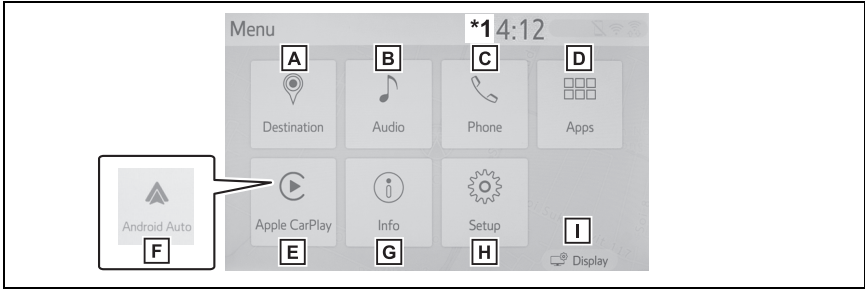 Menu *1 4:12
A B C D
Destination Audio Phone Apps
Android Auto Apple CarPlay Info Setup
F E G H I
Display